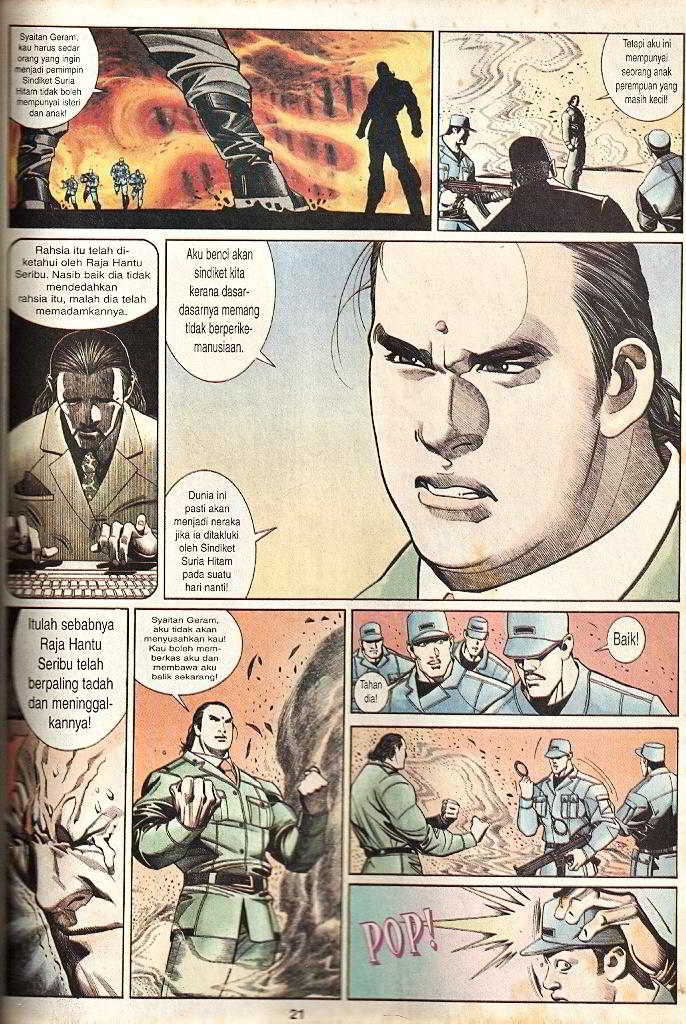 Syaitan Geram,
kau harus sedar
orang yang ingin
menjadi pemimpin
Sindiket Suria
Hitam tidak boleh
mempunyai isteri
dan anak!
Tetapi aku ini
mempunyai
seorang anak
perempuan yang
masih kecil!
Rahsia itu telah di-
ketahui oleh Raja Hantu
Seribu. Nasib baik dia tidak
mendedahkan
rahsia itu, malah dia telah
memadamkannya.
Aku benci akan
sindiket kita
kerana dasar-
dasarnya memang
tidak berperike-
manusiaan.
Dunia ini
pasti akan
menjadi neraka
jika ia ditakluki
oleh Sindiket
Suria Hitam
pada suatu
hari nanti!
Itulah sebabnya
Raja Hantu
Seribu telah
berpaling tadah
dan meninggal-
kannya!
Syaitan Geram,
aku tidak akan
menyusahkan kau!
Kau boleh mem-
berkas aku dan
membawa aku
balik sekarang!
Tahan
dia!
Baik!
POP!
21